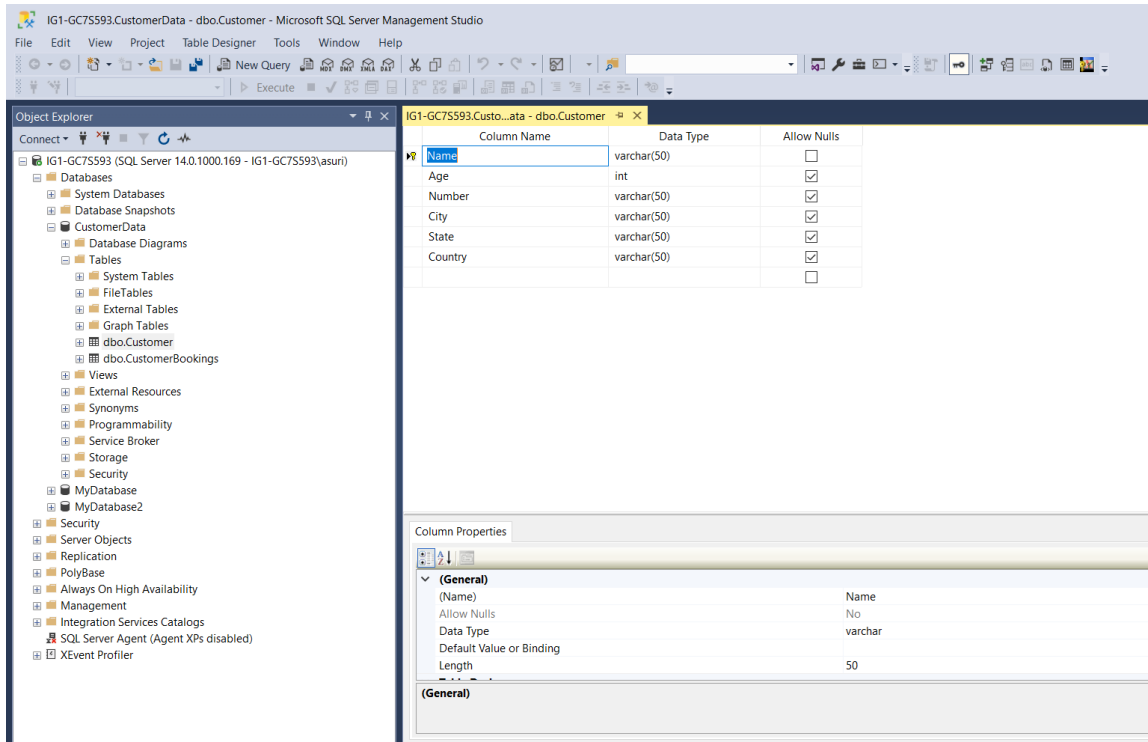 IG1-GC7S593.CustomerData - dbo.Customer - Microsoft SQL Server Management Studio
File Edit View Project Table Designer Tools Window Help
New Query MDX DMX XMLA DAX
Execute
Object Explorer
Connect
IG1-GC7S593 (SQL Server 14.0.1000.169 - IG1-GC7S593\asuri)
Databases
System Databases
Database Snapshots
CustomerData
Database Diagrams
Tables
System Tables
FileTables
External Tables
Graph Tables
dbo.Customer
dbo.CustomerBookings
Views
External Resources
Synonyms
Programmability
Service Broker
Storage
Security
MyDatabase
MyDatabase2
Security
Server Objects
Replication
PolyBase
Always On High Availability
Management
Integration Services Catalogs
SQL Server Agent (Agent XPs disabled)
XEvent Profiler
IG1-GC7S593.Custo...ata - dbo.Customer
Column Name Data Type Allow Nulls
Name varchar(50)
Age int
Number varchar(50)
City varchar(50)
State varchar(50)
Country varchar(50)
Column Properties
(General)
(Name) Name
Allow Nulls No
Data Type varchar
Default Value or Binding
Length 50
(General)